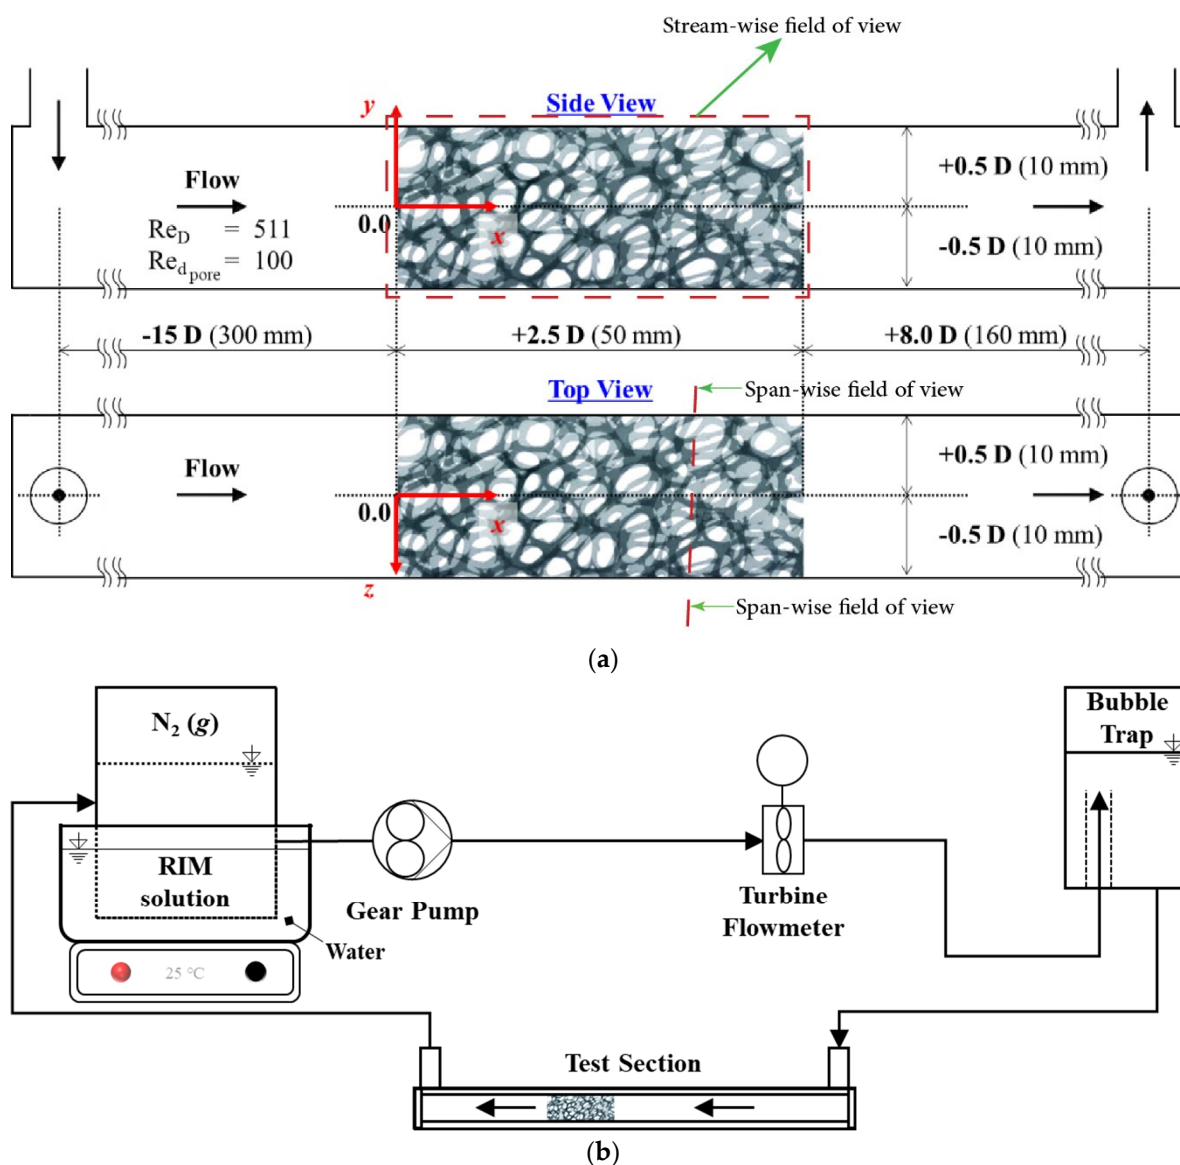 Stream-wise field of view
Side View
y
Flow
Re_D = 511
Re_d_pore = 100
0.0
x
+0.5 D (10 mm)
-0.5 D (10 mm)
-15 D (300 mm)
+2.5 D (50 mm)
+8.0 D (160 mm)
Top View
Span-wise field of view
Flow
0.0
x
z
+0.5 D (10 mm)
-0.5 D (10 mm)
Span-wise field of view
(a)
N2 (g)
RIM
solution
Water
25 °C
Gear Pump
Turbine
Flowmeter
Bubble
Trap
Test Section
(b)